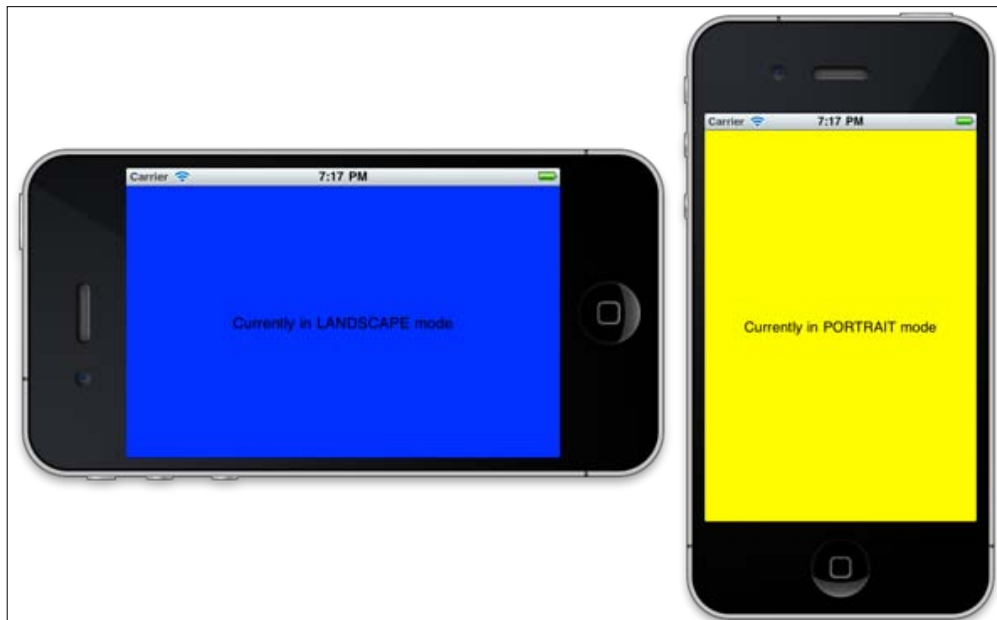 Carrier 7:17 PM
Currently in LANDSCAPE mode
Carrier 7:17 PM
Currently in PORTRAIT mode